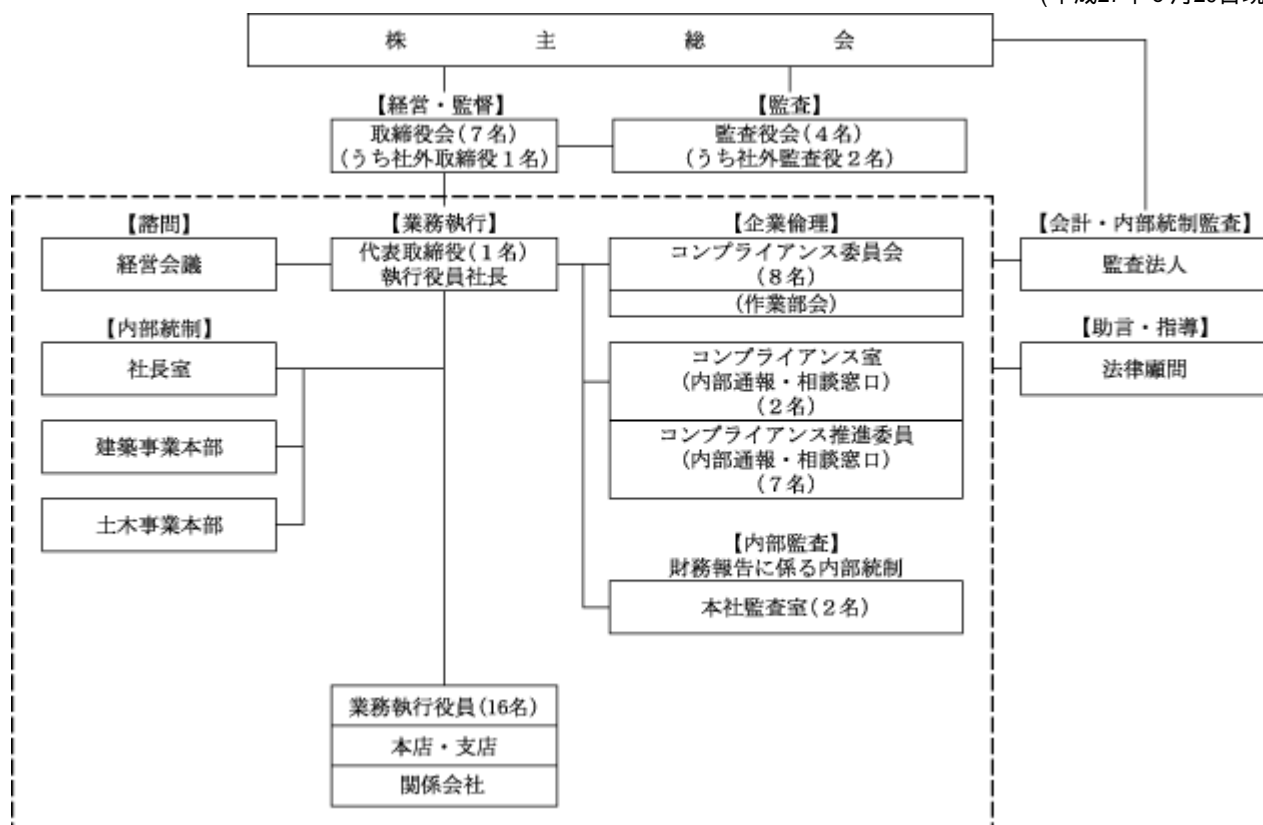 株主総会
【経営・監督】
取締役会(7名)
(うち社外取締役1名)
【監査】
監査役会(4名)
(うち社外監査役2名)
【諮問】
経営会議
【業務執行】
代表取締役(1名)
執行役員社長
【企業倫理】
コンプライアンス委員会
(8名)
(作業部会)
【会計・内部統制監査】
監査法人
【内部統制】
社長室
建築事業本部
土木事業本部
コンプライアンス室
(内部通報・相談窓口)
(2名)
コンプライアンス推進委員
(内部通報・相談窓口)
(7名)
【助言・指導】
法律顧問
【内部監査】
財務報告に係る内部統制
本社監査室(2名)
業務執行役員(16名)
本店・支店
関係会社